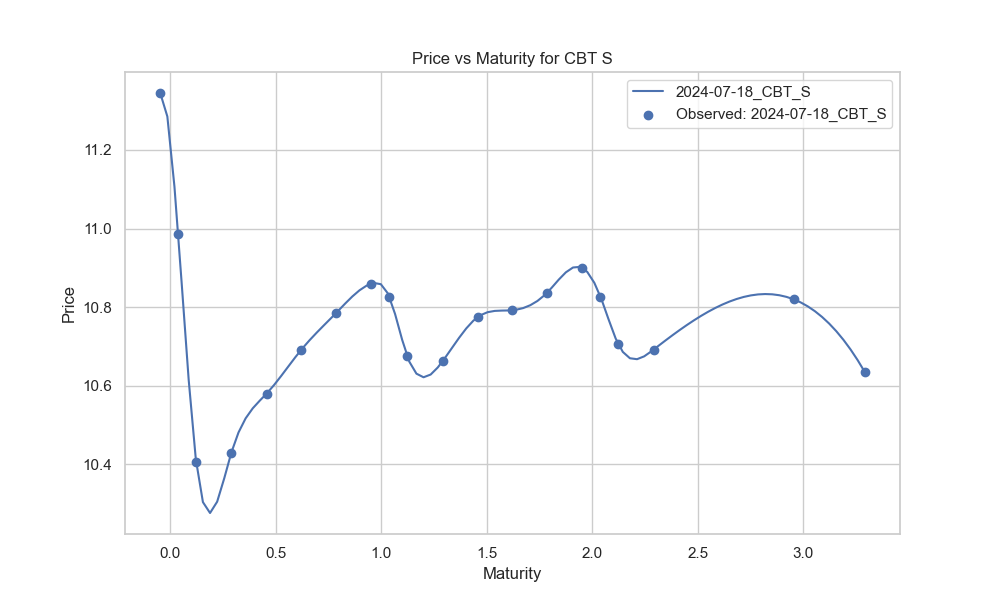 Price vs Maturity for CBT S
2024-07-18_CBT_S
Observed: 2024-07-18_CBT_S
Price
11.2
11.0
10.8
10.6
10.4
0.0 0.5 1.0 1.5 2.0 2.5 3.0
Maturity